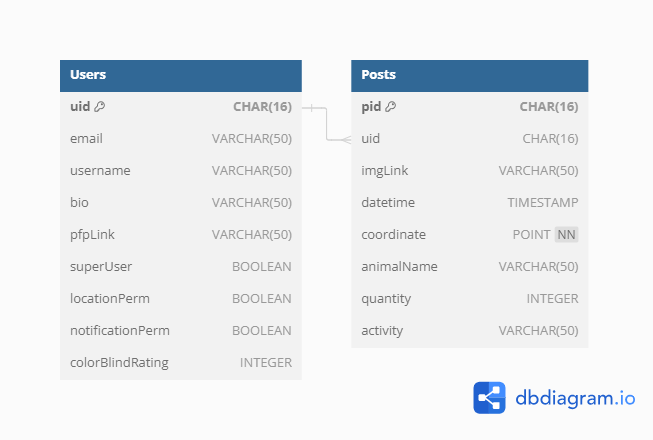 Users
uid CHAR(16)
email VARCHAR(50)
username VARCHAR(50)
bio VARCHAR(50)
pfpLink VARCHAR(50)
superUser BOOLEAN
locationPerm BOOLEAN
notificationPerm BOOLEAN
colorBlindRating INTEGER
Posts
pid CHAR(16)
uid CHAR(16)
imgLink VARCHAR(50)
datetime TIMESTAMP
coordinate POINT NN
animalName VARCHAR(50)
quantity INTEGER
activity VARCHAR(50)
dbdiagram.io